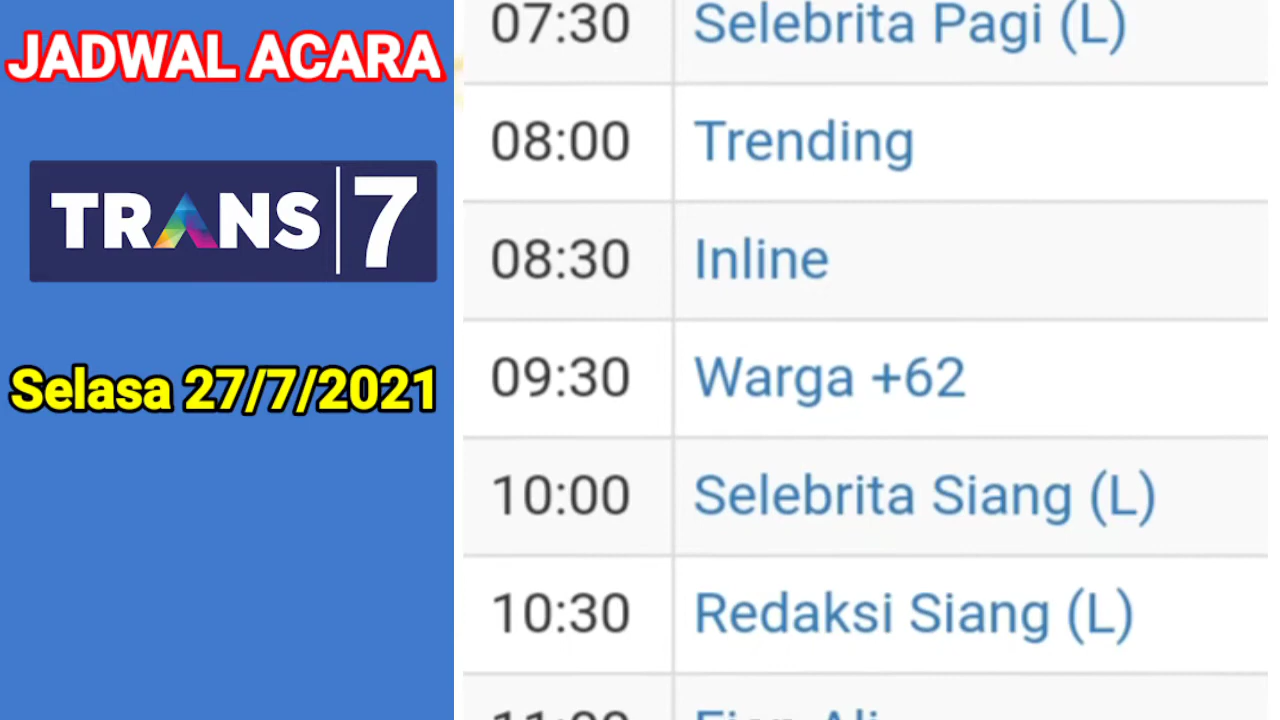 JADWAL ACARA
TRANS|7
Selasa 27/7/2021
07:30 Selebrita Pagi (L)
08:00 Trending
08:30 Inline
09:30 Warga +62
10:00 Selebrita Siang (L)
10:30 Redaksi Siang (L)